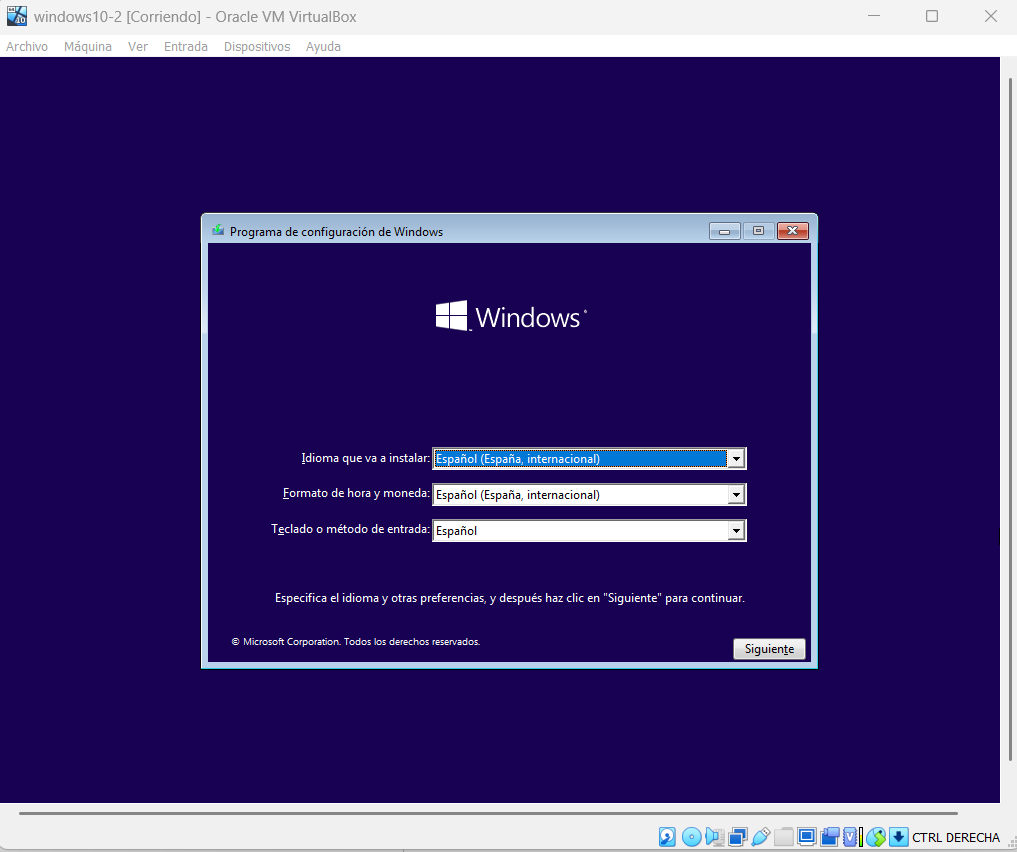 windows10-2 [Corriendo] - Oracle VM VirtualBox
Archivo Máquina Ver Entrada Dispositivos Ayuda
Programa de configuración de Windows
Windows
Idioma que va a instalar: Español (España, internacional)
Formato de hora y moneda: Español (España, internacional)
Teclado o método de entrada: Español
Especifica el idioma y otras preferencias, y después haz clic en "Siguiente" para continuar.
© Microsoft Corporation. Todos los derechos reservados.
Siguiente
CTRL DERECHA